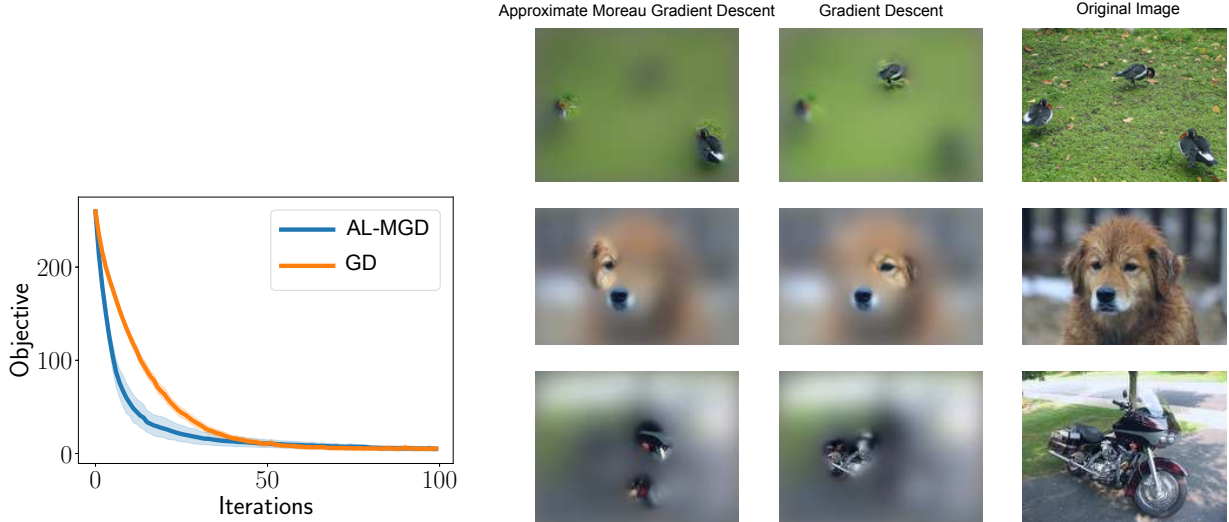 Approximate Moreau Gradient Descent
Gradient Descent
Original Image
AL-MGD
GD
Objective
200
100
0
0
50
100
Iterations